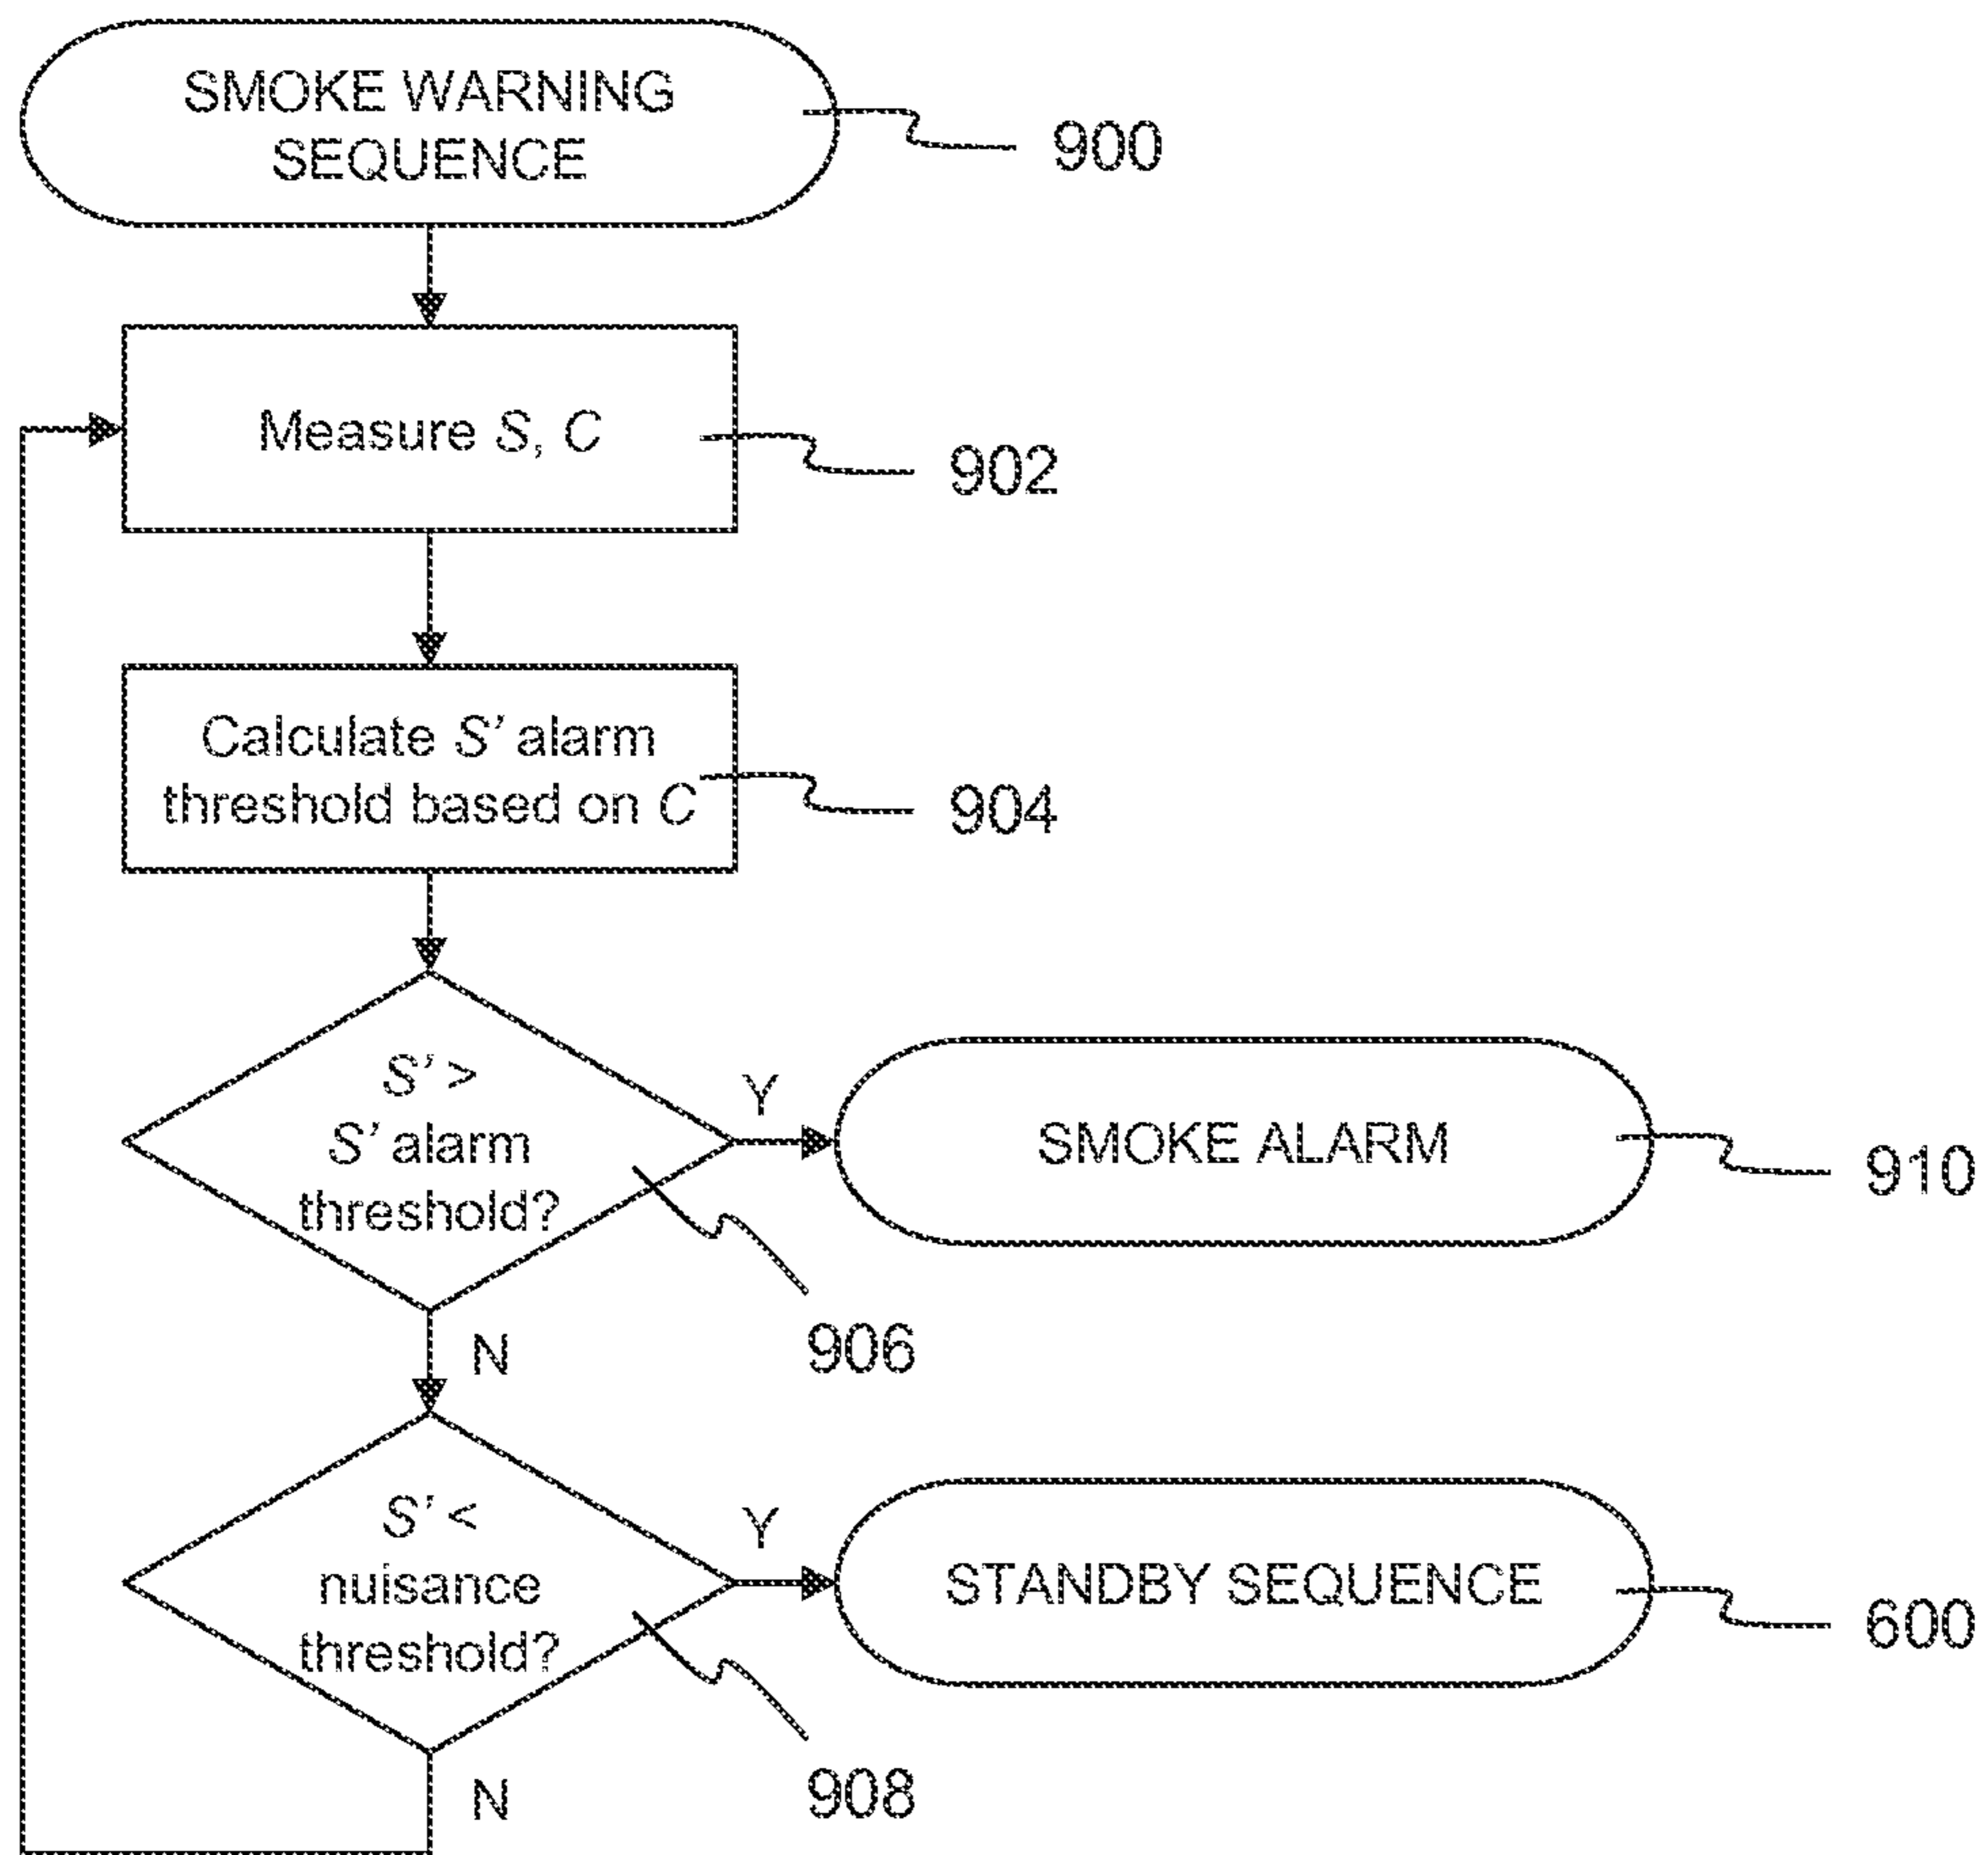 SMOKE WARNING
SEQUENCE
900
Measure S, C
902
Calculate S' alarm
threshold based on C
904
S' >
S' alarm
threshold?
906
Y
SMOKE ALARM
910
N
S' <
nuisance
threshold?
908
Y
STANDBY SEQUENCE
600
N